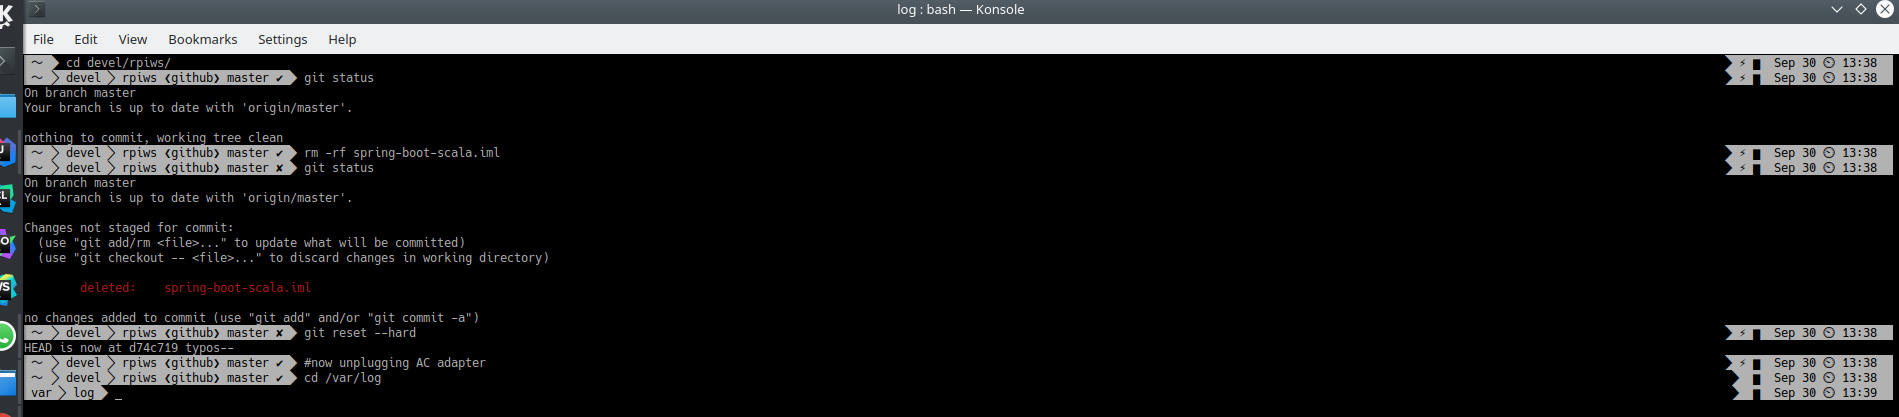 log : bash — Konsole
File Edit View Bookmarks Settings Help
~ cd devel/rpiws/ ⚡ Sep 30 ⏲ 13:38
~ devel rpiws (github) master ✔ git status ⚡ Sep 30 ⏲ 13:38
On branch master
Your branch is up to date with 'origin/master'.
nothing to commit, working tree clean
~ devel rpiws (github) master ✔ rm -rf spring-boot-scala.iml ⚡ Sep 30 ⏲ 13:38
~ devel rpiws (github) master ✘ git status ⚡ Sep 30 ⏲ 13:38
On branch master
Your branch is up to date with 'origin/master'.
Changes not staged for commit:
(use "git add/rm <file>..." to update what will be committed)
(use "git checkout -- <file>..." to discard changes in working directory)
deleted: spring-boot-scala.iml
no changes added to commit (use "git add" and/or "git commit -a")
~ devel rpiws (github) master ✘ git reset --hard ⚡ Sep 30 ⏲ 13:38
HEAD is now at d74c719 typos--
~ devel rpiws (github) master ✔ #now unplugging AC adapter ⚡ Sep 30 ⏲ 13:38
~ devel rpiws (github) master ✔ cd /var/log Sep 30 ⏲ 13:38
var log _ Sep 30 ⏲ 13:39